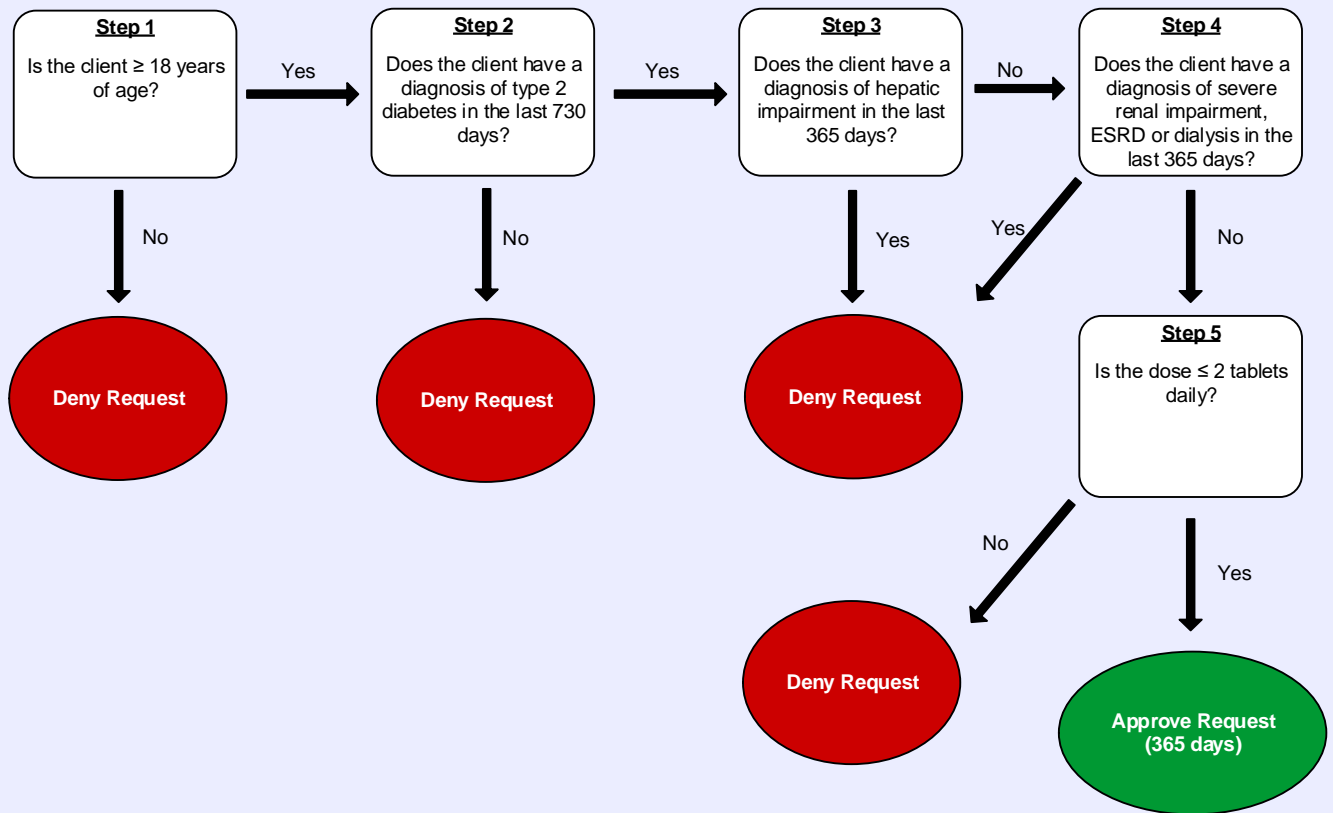 Step 1
Is the client ≥ 18 years
of age?
Yes
Step 2
Does the client have a
diagnosis of type 2
diabetes in the last 730
days?
Yes
Step 3
Does the client have a
diagnosis of hepatic
impairment in the last
365 days?
No
Step 4
Does the client have a
diagnosis of severe
renal impairment,
ESRD or dialysis in the
last 365 days?
No
No
Yes
Yes
No
Deny Request
Deny Request
Deny Request
Step 5
Is the dose ≤ 2 tablets
daily?
No
Yes
Deny Request
Approve Request
(365 days)